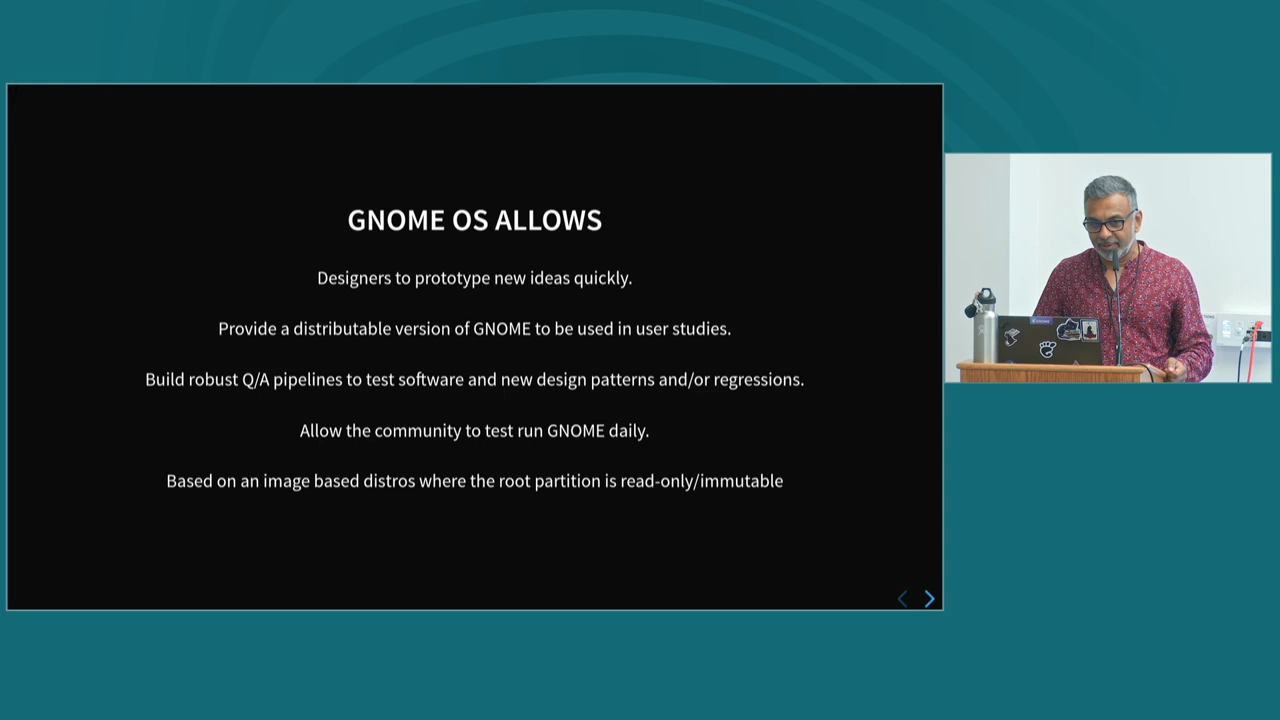 GNOME OS ALLOWS
Designers to prototype new ideas quickly.
Provide a distributable version of GNOME to be used in user studies.
Build robust Q/A pipelines to test software and new design patterns and/or regressions.
Allow the community to test run GNOME daily.
Based on an image based distros where the root partition is read-only/immutable
GNOME